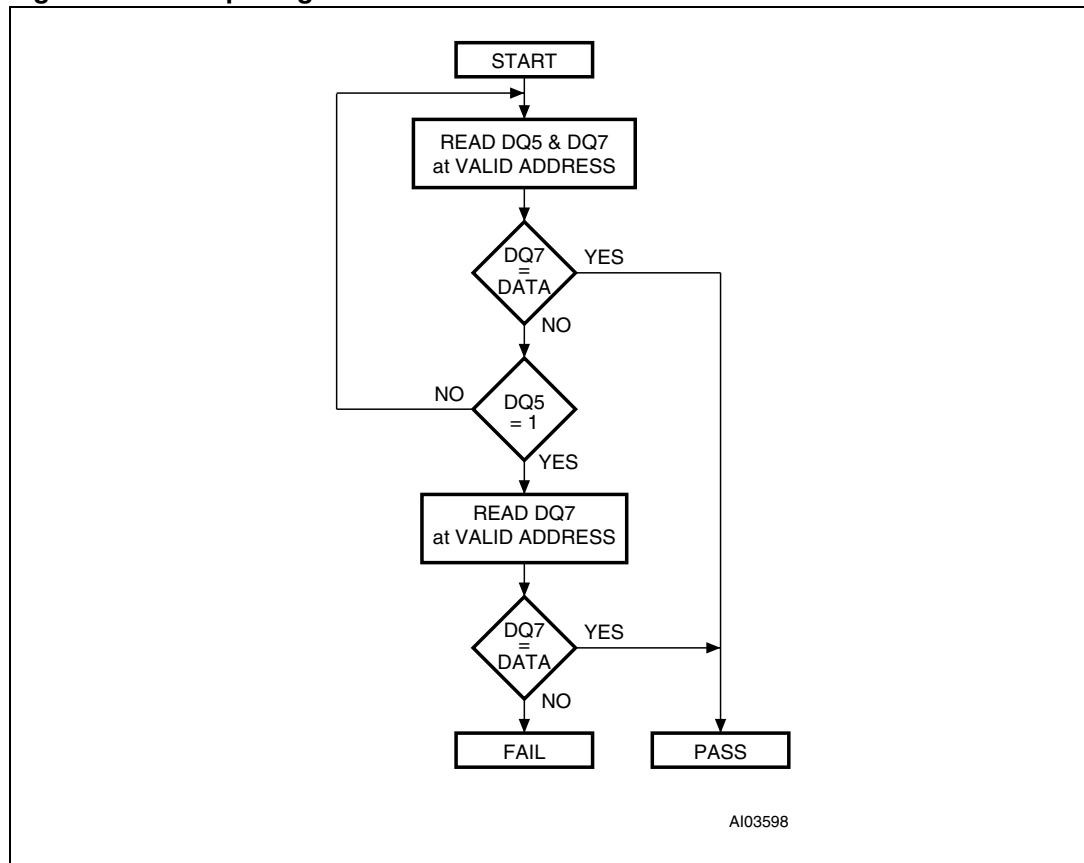 START
READ DQ5 & DQ7
at VALID ADDRESS
DQ7
=
DATA
YES
NO
DQ5
= 1
NO
YES
READ DQ7
at VALID ADDRESS
DQ7
=
DATA
YES
NO
FAIL
PASS
AI03598